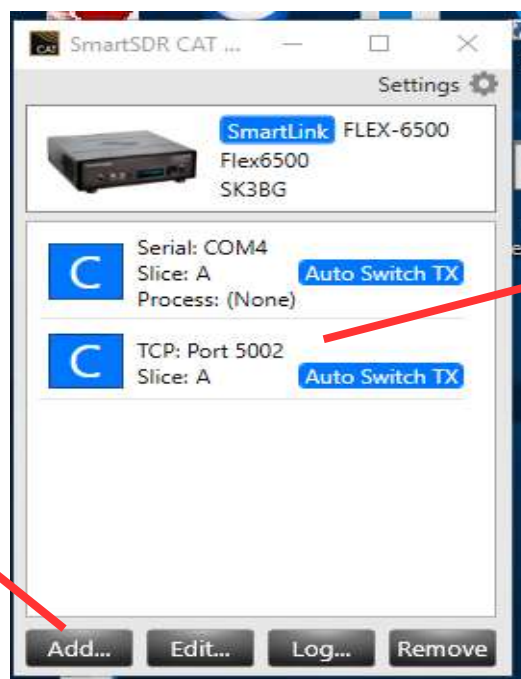 CAT
SmartSDR CAT ...
Settings
SmartLink FLEX-6500
Flex6500
SK3BG
C
Serial: COM4
Slice: A
Auto Switch TX
Process: (None)
C
TCP: Port 5002
Slice: A
Auto Switch TX
Add... Edit... Log... Remove